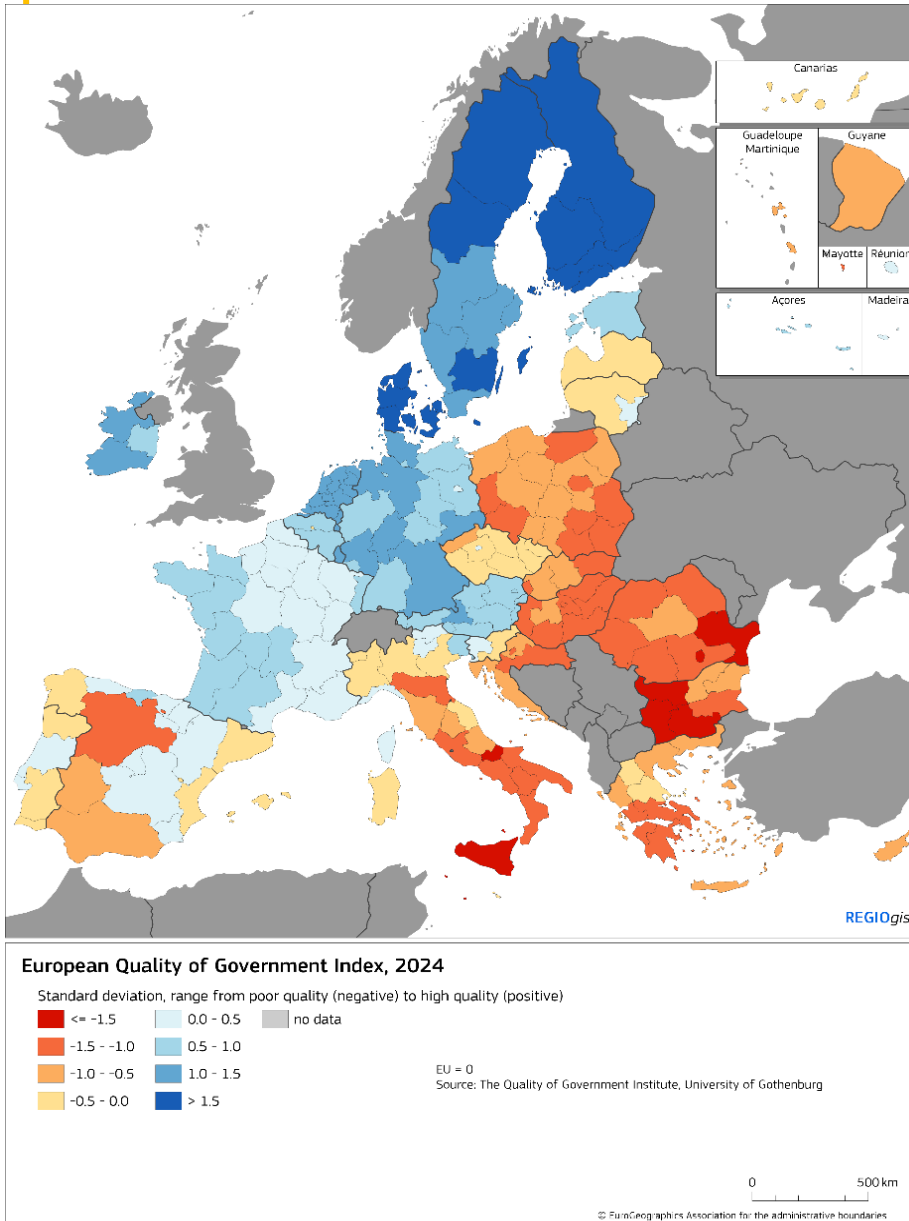 Canarias
Guadeloupe
Martinique
Guyane
Mayotte
Réunion
Açores
Madeira
REGIOgis
European Quality of Government Index, 2024
Standard deviation, range from poor quality (negative) to high quality (positive)
<= -1.5
-1.5 - -1.0
-1.0 - -0.5
-0.5 - 0.0
0.0 - 0.5
0.5 - 1.0
1.0 - 1.5
> 1.5
no data
EU = 0
Source: The Quality of Government Institute, University of Gothenburg
0 500 km
© EuroGeographics Association for the administrative boundaries